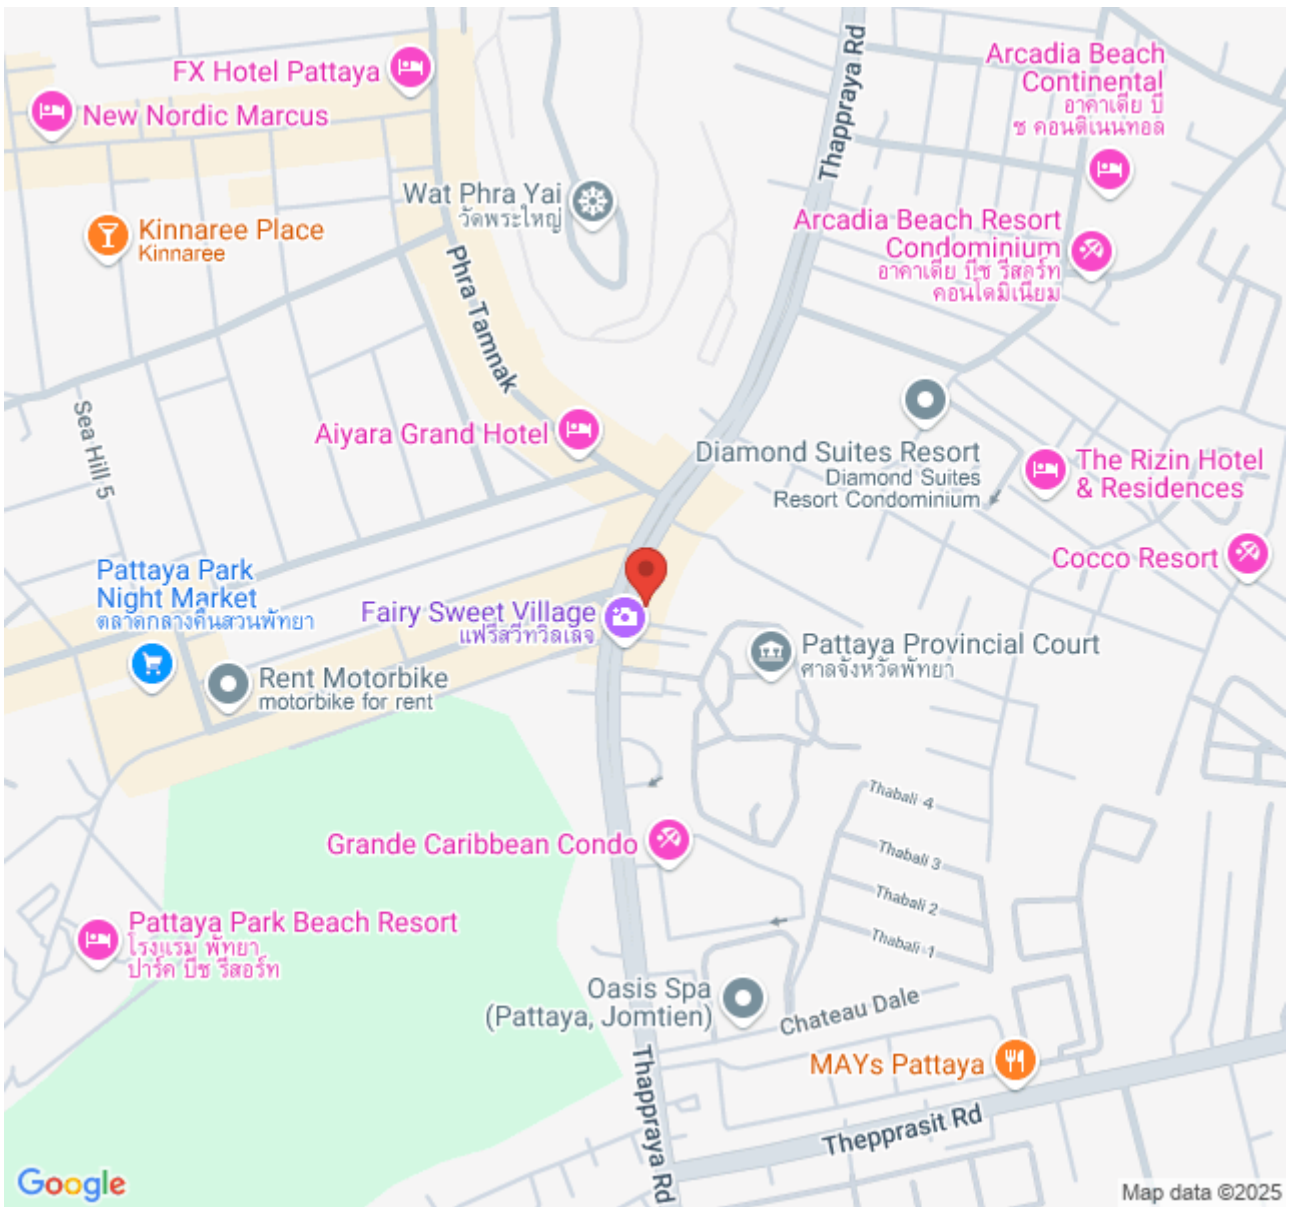 FX Hotel Pattaya
New Nordic Marcus
Thappraya Rd
Arcadia Beach
Continental
อาคาเดีย บี
ช คอนติเนนทอล
Wat Phra Yai
วัดพระใหญ่
Kinnaree Place
Kinnaree
Arcadia Beach Resort
Condominium
อาคาเดีย บีช รีสอร์ท
คอนโดมิเนียม
Phra Tamnak
Sea Hill 5
Aiyara Grand Hotel
Diamond Suites Resort
Diamond Suites
Resort Condominium
The Rizin Hotel
& Residences
Cocco Resort
Pattaya Park
Night Market
ตลาดกลางคืนสวนพัทยา
Fairy Sweet Village
แฟรี่สวีทวิลเลจ
Pattaya Provincial Court
ศาลจังหวัดพัทยา
Rent Motorbike
motorbike for rent
Thabali 4
Grande Caribbean Condo
Thabali 3
Thabali 2
Thabali 1
Pattaya Park Beach Resort
โรงแรม พัทยา
ปาร์ค บีช รีสอร์ท
Oasis Spa
(Pattaya, Jomtien)
Chateau Dale
MAYs Pattaya
Thappraya Rd
Thepprasit Rd
Google
Map data ©2025